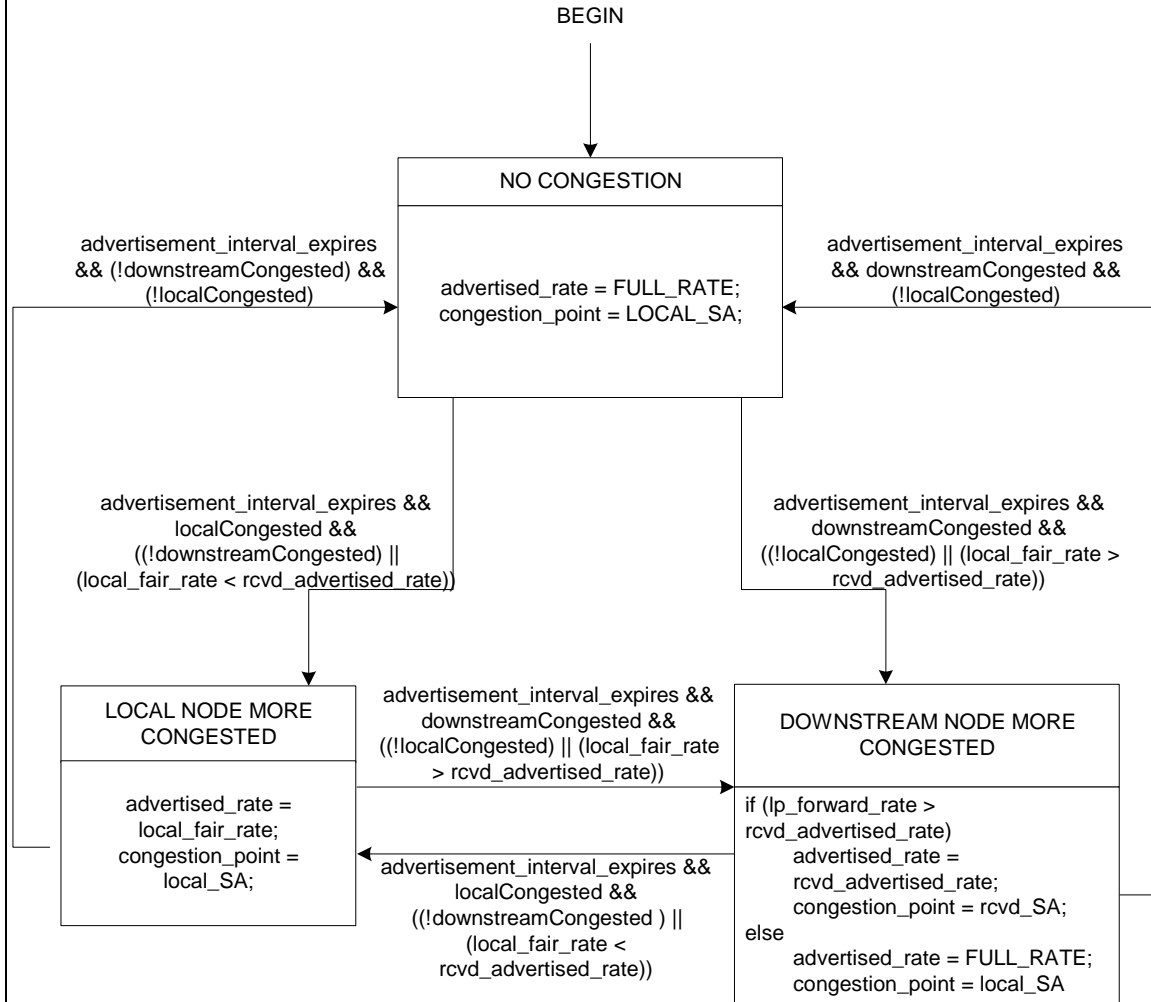 BEGIN
NO CONGESTION
advertised_rate = FULL_RATE;
congestion_point = LOCAL_SA;
advertisement_interval_expires
&& (!downstreamCongested) &&
(!localCongested)
advertisement_interval_expires
&& downstreamCongested &&
(!localCongested)
advertisement_interval_expires &&
localCongested &&
((!downstreamCongested) ||
(local_fair_rate < rcvd_advertised_rate))
advertisement_interval_expires &&
downstreamCongested &&
((!localCongested) || (local_fair_rate >
rcvd_advertised_rate))
LOCAL NODE MORE
CONGESTED
advertised_rate =
local_fair_rate;
congestion_point =
local_SA;
advertisement_interval_expires &&
downstreamCongested &&
((!localCongested) || (local_fair_rate
> rcvd_advertised_rate))
advertisement_interval_expires &&
localCongested &&
((!downstreamCongested ) ||
(local_fair_rate <
rcvd_advertised_rate))
DOWNSTREAM NODE MORE
CONGESTED
if (lp_forward_rate >
rcvd_advertised_rate)
advertised_rate =
rcvd_advertised_rate;
congestion_point = rcvd_SA;
else
advertised_rate = FULL_RATE;
congestion_point = local_SA